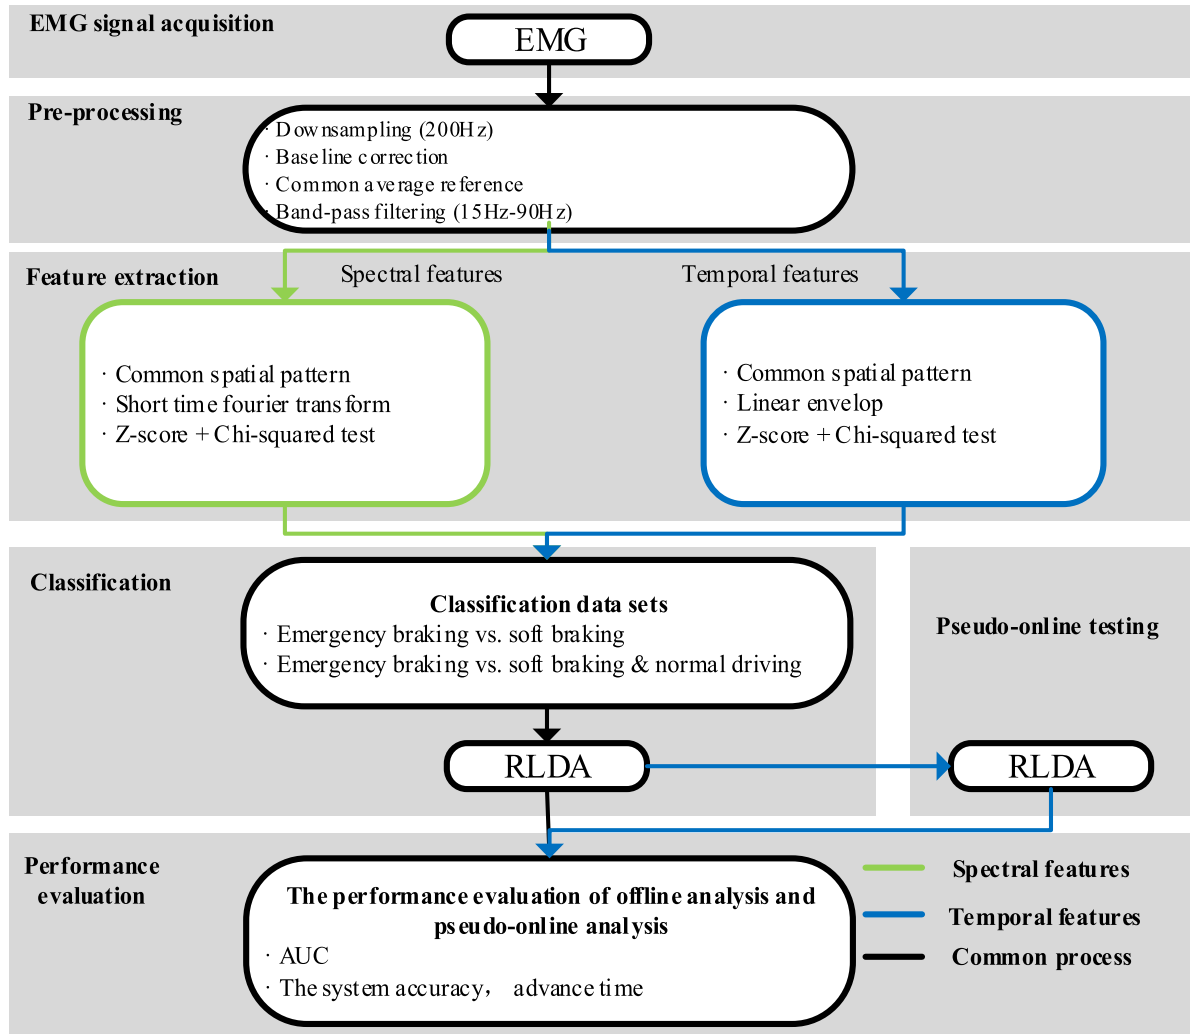 EMG signal acquisition
EMG
Pre-processing
· Downsampling (200Hz)
· Baseline correction
· Common average reference
· Band-pass filtering (15Hz-90Hz)
Feature extraction
Spectral features
Temporal features
· Common spatial pattern
· Short time fourier transform
· Z-score + Chi-squared test
· Common spatial pattern
· Linear envelop
· Z-score + Chi-squared test
Classification
Classification data sets
· Emergency braking vs. soft braking
· Emergency braking vs. soft braking & normal driving
RLDA
Pseudo-online testing
RLDA
Performance
evaluation
The performance evaluation of offline analysis and
pseudo-online analysis
· AUC
· The system accuracy， advance time
Spectral features
Temporal features
Common process